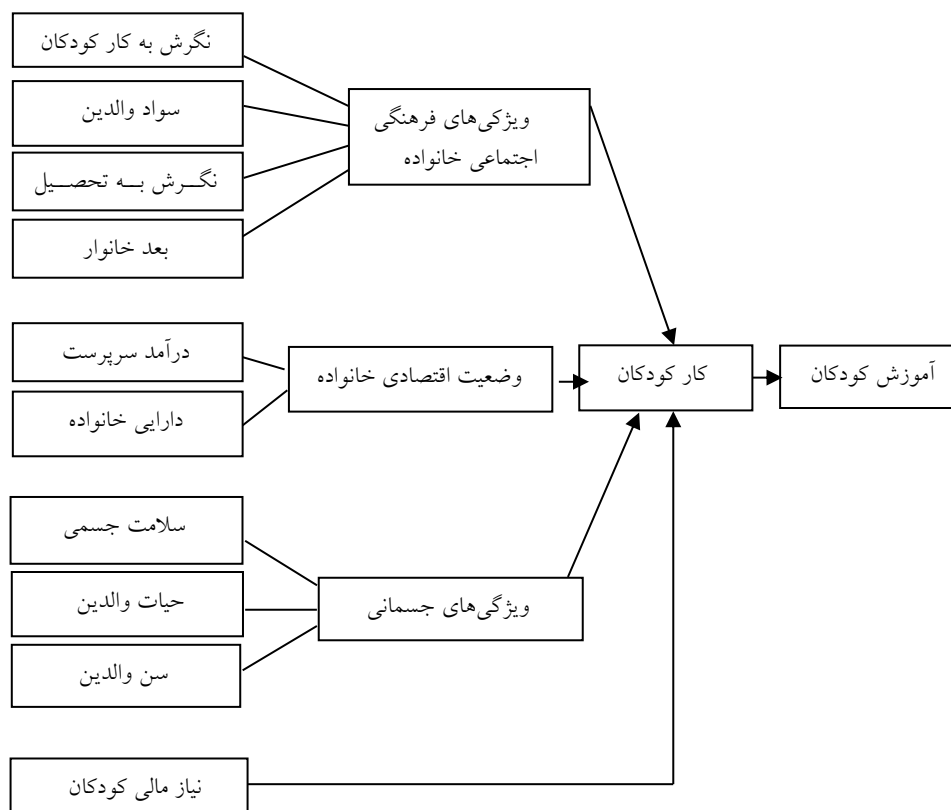 نگرش به کار کودکان
سواد والدین
نگرش به تحصیل
بعد خانوار
ویژکی‌های فرهنگی
اجتماعی خانواده
درآمد سرپرست
دارایی خانواده
وضعیت اقتصادی خانواده
کار کودکان
آموزش کودکان
سلامت جسمی
حیات والدین
سن والدین
ویژگی‌های جسمانی
نیاز مالی کودکان